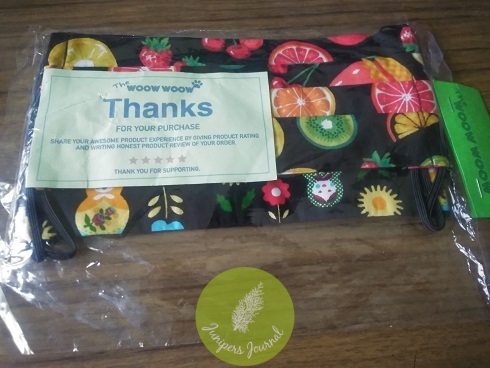 The
WOOW WOOW
Thanks
FOR YOUR PURCHASE
SHARE YOUR AWESOME PRODUCT EXPERIENCE BY GIVING PRODUCT RATING
AND WRITING HONEST PRODUCT REVIEW OF YOUR ORDER
THANK YOU FOR SUPPORTING.
WOOW WOOW
Junipers Journal